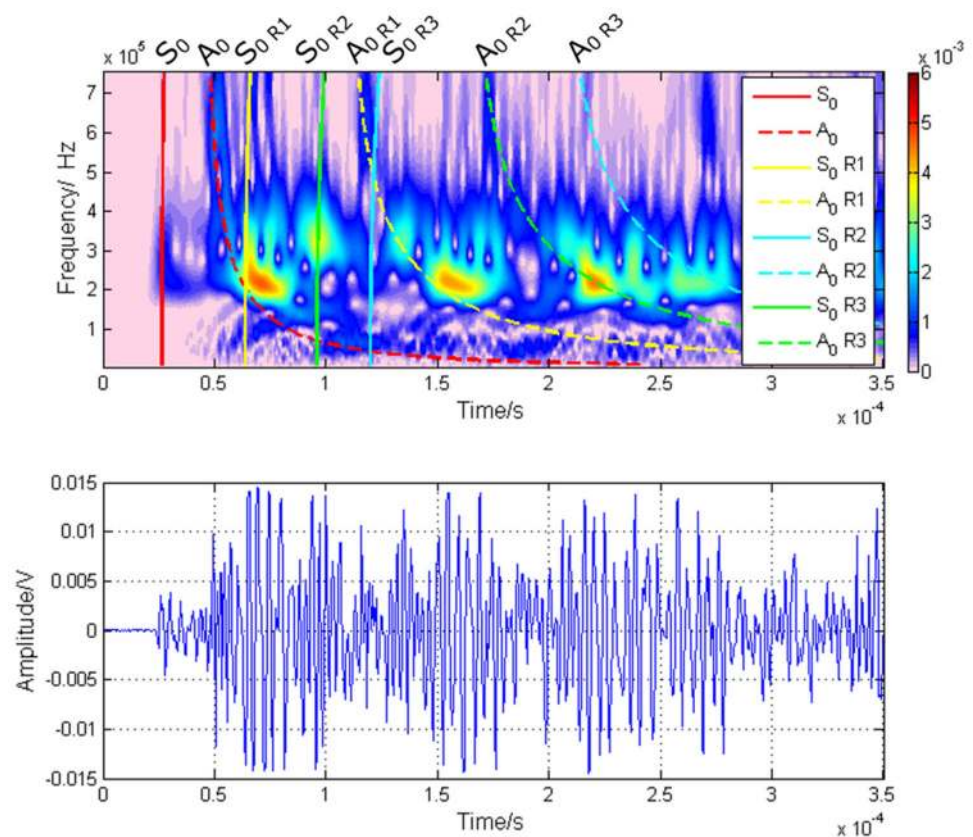 S₀ A₀ S₀ R1 S₀ R2 A₀ R1 S₀ R3 A₀ R2 A₀ R3
x 10⁵
x 10⁻³
7
6
5
4
3
2
1
Frequency/ Hz
S₀
A₀
S₀ R1
A₀ R1
S₀ R2
A₀ R2
S₀ R3
A₀ R3
6
5
4
3
2
1
0
0 0.5 1 1.5 2 2.5 3 3.5
Time/s
x 10⁻⁴
0.015
0.01
0.005
0
-0.005
-0.01
-0.015
Amplitude/V
0 0.5 1 1.5 2 2.5 3 3.5
Time/s
x 10⁻⁴